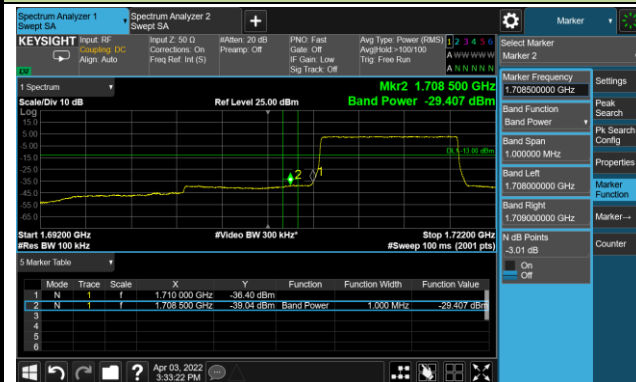 Spectrum Analyzer 1
Swept SA
Spectrum Analyzer 2
Swept SA
+
Marker
KEYSIGHT
Input: RF
Coupling: DC
Align: Auto
Input Z: 50 Ω
Corrections: On
Freq Ref: Int (S)
#Atten: 20 dB
Preamp: Off
PNO: Fast
Gate: Off
IF Gain: Low
Sig Track: Off
Avg Type: Power (RMS)
Avg|Hold:>100/100
Trig: Free Run
1 2 3 4 5 6
A W W W W W
A N N N N N
Select Marker
Marker 2
1 Spectrum
Mkr2 1.708 500 GHz
Scale/Div 10 dB
Ref Level 25.00 dBm
Band Power -29.407 dBm
Log
15.0
5.00
-5.00
-15.0
-25.0
-35.0
-45.0
-55.0
-65.0
DL1 -13.00 dBm
2
1
Start 1.69200 GHz
#Video BW 300 kHz*
Stop 1.72200 GHz
#Res BW 100 kHz
#Sweep 100 ms (2001 pts)
5 Marker Table
Mode Trace Scale X Y Function Function Width Function Value
1 N 1 f 1.710 000 GHz -36.40 dBm
2 N 1 f 1.708 500 GHz -39.04 dBm Band Power 1.000 MHz -29.407 dBm
3
4
5
6
Marker Frequency
1.708500000 GHz
Band Function
Band Power
Band Span
1.000000 MHz
Band Left
1.708000000 GHz
Band Right
1.709000000 GHz
N dB Points
-3.01 dB
On
Off
Settings
Peak
Search
Pk Search
Config
Properties
Marker
Function
Marker→
Counter
?
Apr 03, 2022
3:33:22 PM